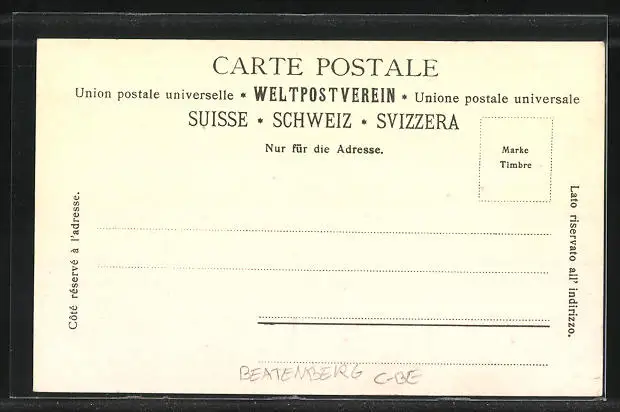 CARTE POSTALE
Union postale universelle * WELTPOSTVEREIN * Unione postale universale
SUISSE * SCHWEIZ * SVIZZERA
Nur für die Adresse.
Marke
Timbre
Côté réservé à l'adresse.
Lato riservato all' indirizzo.
BEATENBERG C-BE